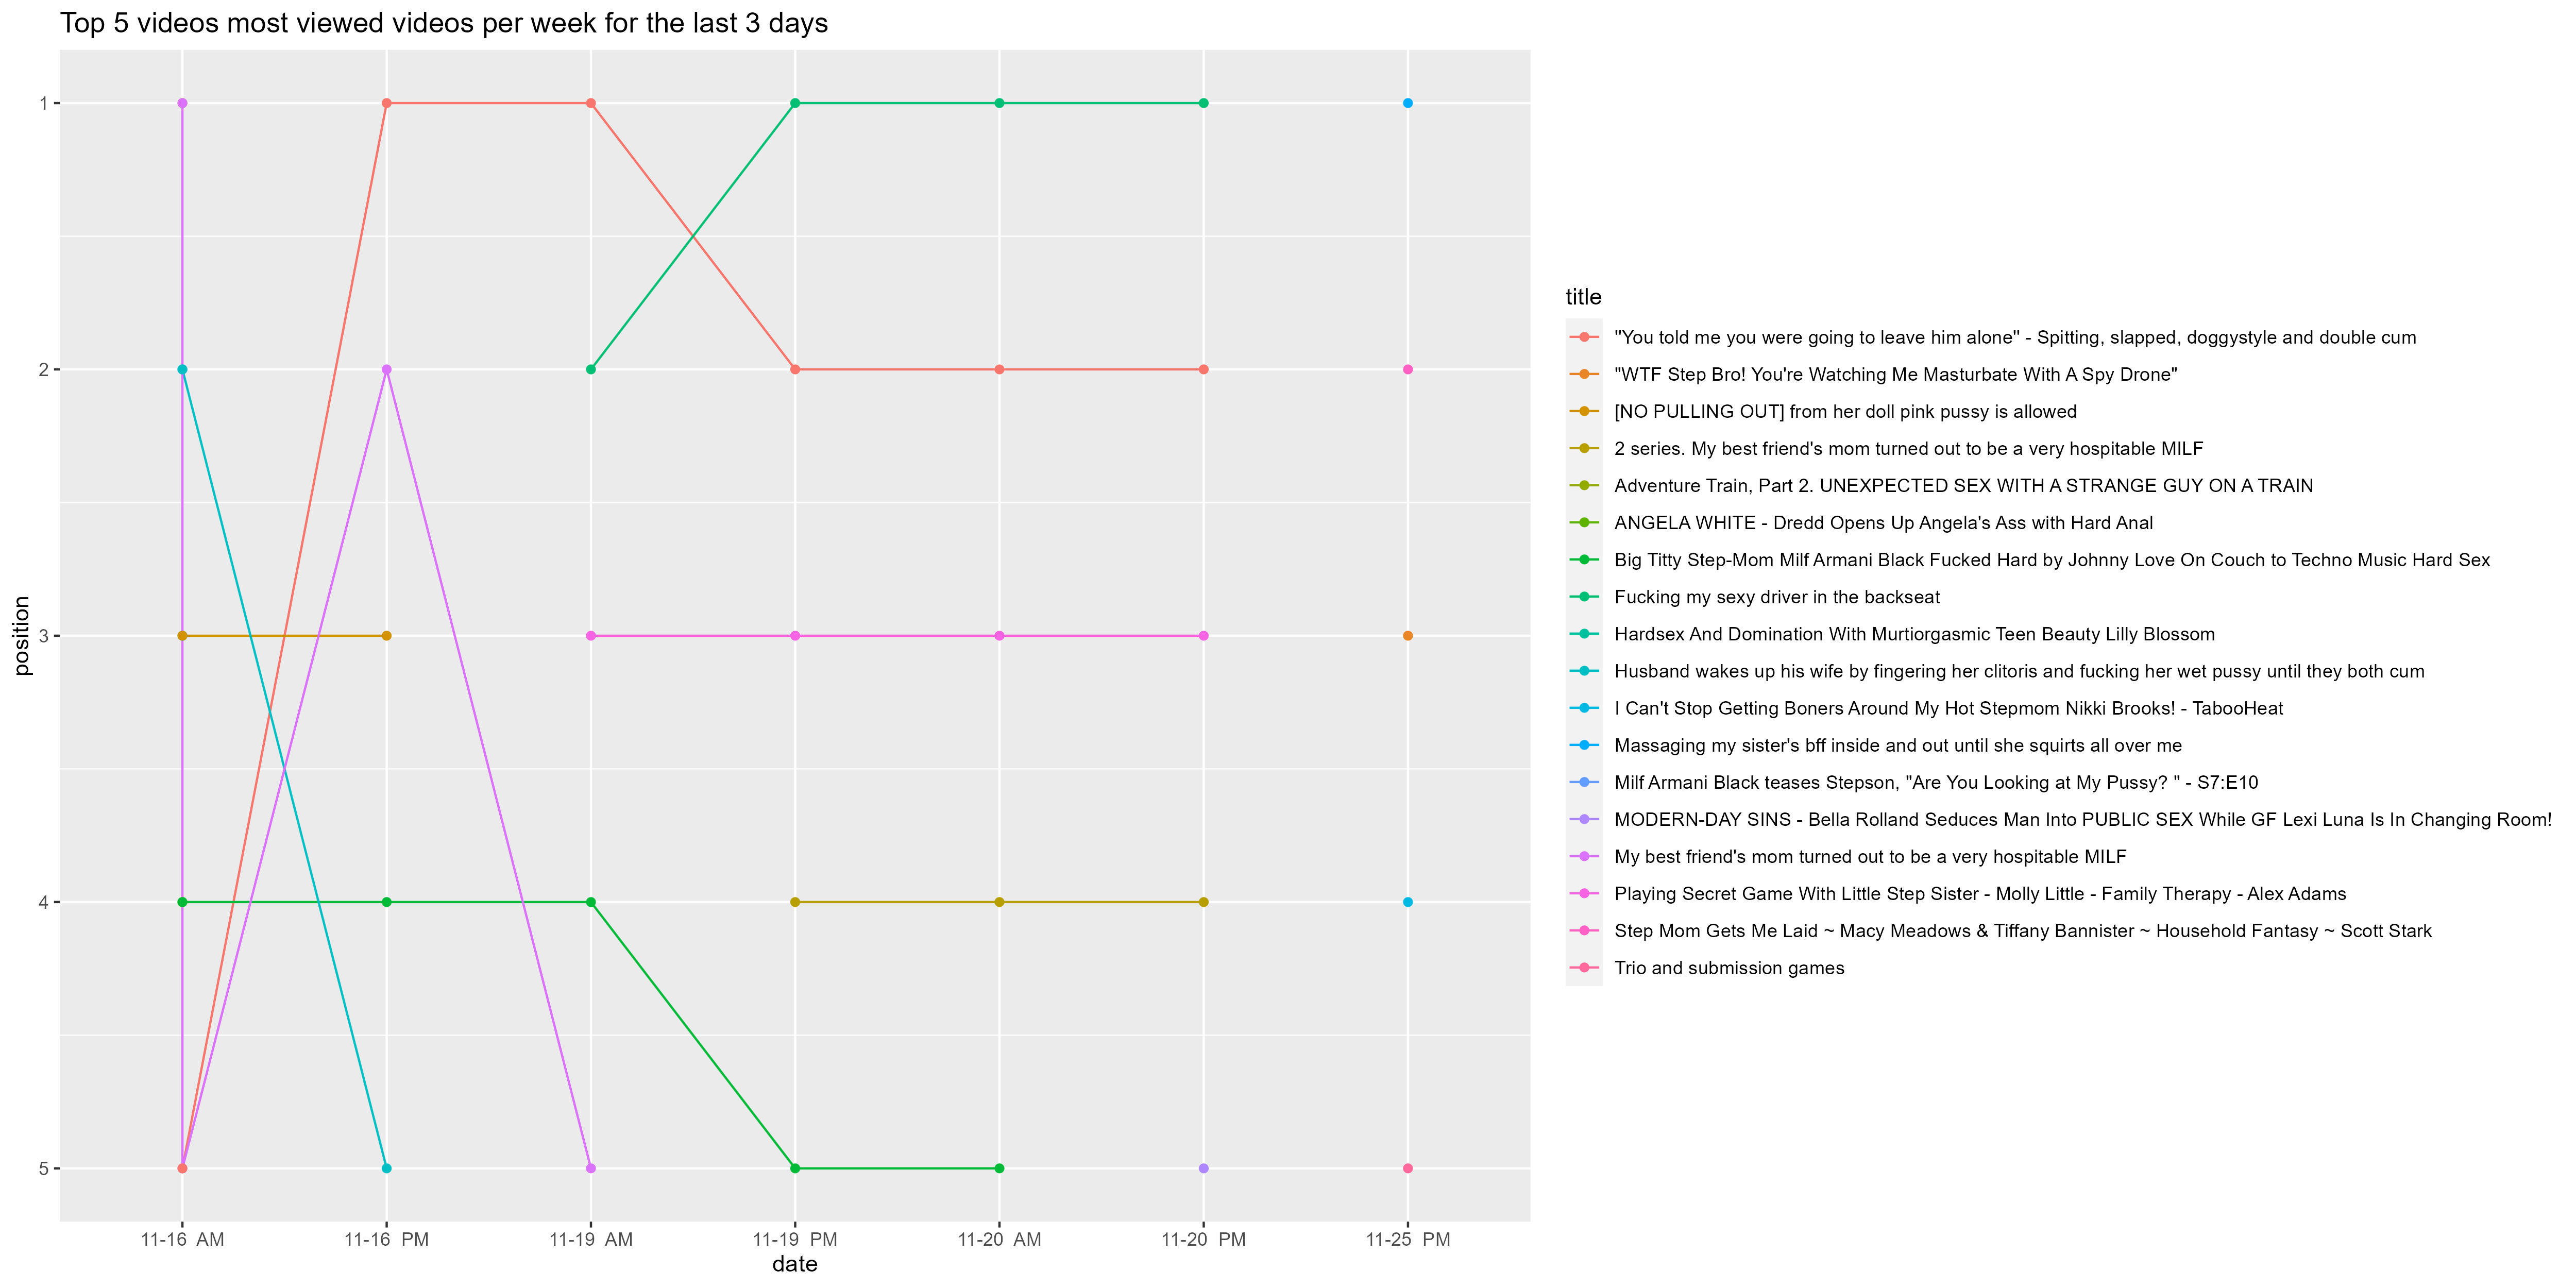 Top 5 videos most viewed videos per week for the last 3 days
position
1
2
3
4
5
11-16 AM
11-16 PM
11-19 AM
11-19 PM
11-20 AM
11-20 PM
11-25 PM
date
title
"You told me you were going to leave him alone" - Spitting, slapped, doggystyle and double cum
"WTF Step Bro! You're Watching Me Masturbate With A Spy Drone"
[NO PULLING OUT] from her doll pink pussy is allowed
2 series. My best friend's mom turned out to be a very hospitable MILF
Adventure Train, Part 2. UNEXPECTED SEX WITH A STRANGE GUY ON A TRAIN
ANGELA WHITE - Dredd Opens Up Angela's Ass with Hard Anal
Big Titty Step-Mom Milf Armani Black Fucked Hard by Johnny Love On Couch to Techno Music Hard Sex
Fucking my sexy driver in the backseat
Hardsex And Domination With Murtiorgasmic Teen Beauty Lilly Blossom
Husband wakes up his wife by fingering her clitoris and fucking her wet pussy until they both cum
I Can't Stop Getting Boners Around My Hot Stepmom Nikki Brooks! - TabooHeat
Massaging my sister's bff inside and out until she squirts all over me
Milf Armani Black teases Stepson, "Are You Looking at My Pussy? " - S7:E10
MODERN-DAY SINS - Bella Rolland Seduces Man Into PUBLIC SEX While GF Lexi Luna Is In Changing Room!
My best friend's mom turned out to be a very hospitable MILF
Playing Secret Game With Little Step Sister - Molly Little - Family Therapy - Alex Adams
Step Mom Gets Me Laid ~ Macy Meadows & Tiffany Bannister ~ Household Fantasy ~ Scott Stark
Trio and submission games